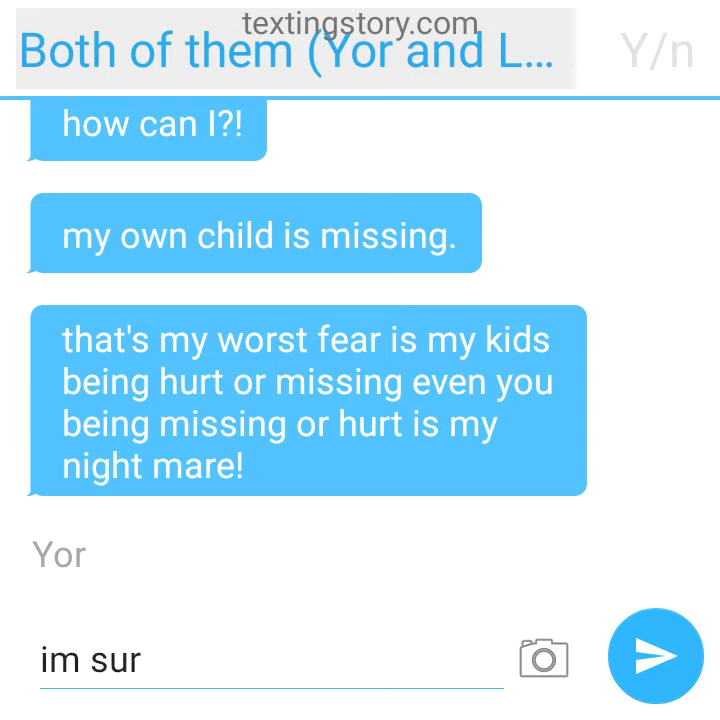 textingstory.com
Both of them (Yor and L...
Y/n
how can I?!
my own child is missing.
that's my worst fear is my kids
being hurt or missing even you
being missing or hurt is my
night mare!
Yor
im sur